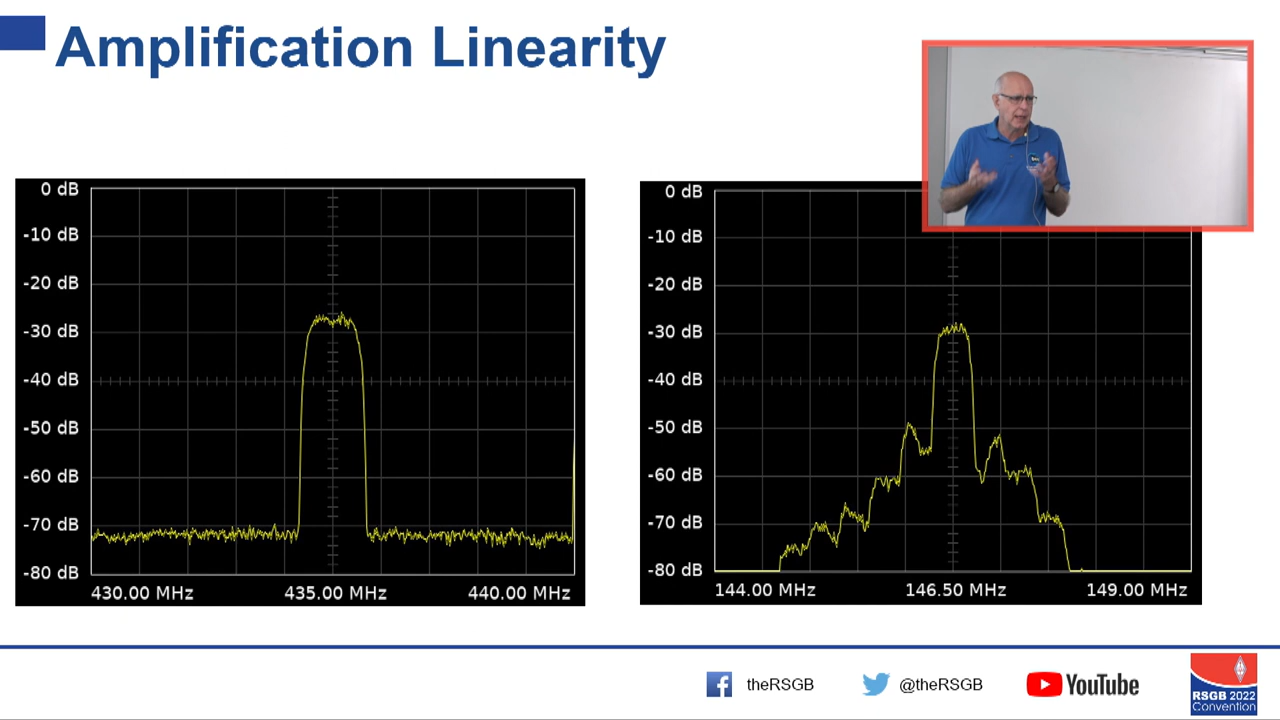 Amplification Linearity
0 dB
-10 dB
-20 dB
-30 dB
-40 dB
-50 dB
-60 dB
-70 dB
-80 dB
430.00 MHz 435.00 MHz 440.00 MHz
0 dB
-10 dB
-20 dB
-30 dB
-40 dB
-50 dB
-60 dB
-70 dB
-80 dB
144.00 MHz 146.50 MHz 149.00 MHz
theRSGB @theRSGB YouTube
RSGB 2022
Convention